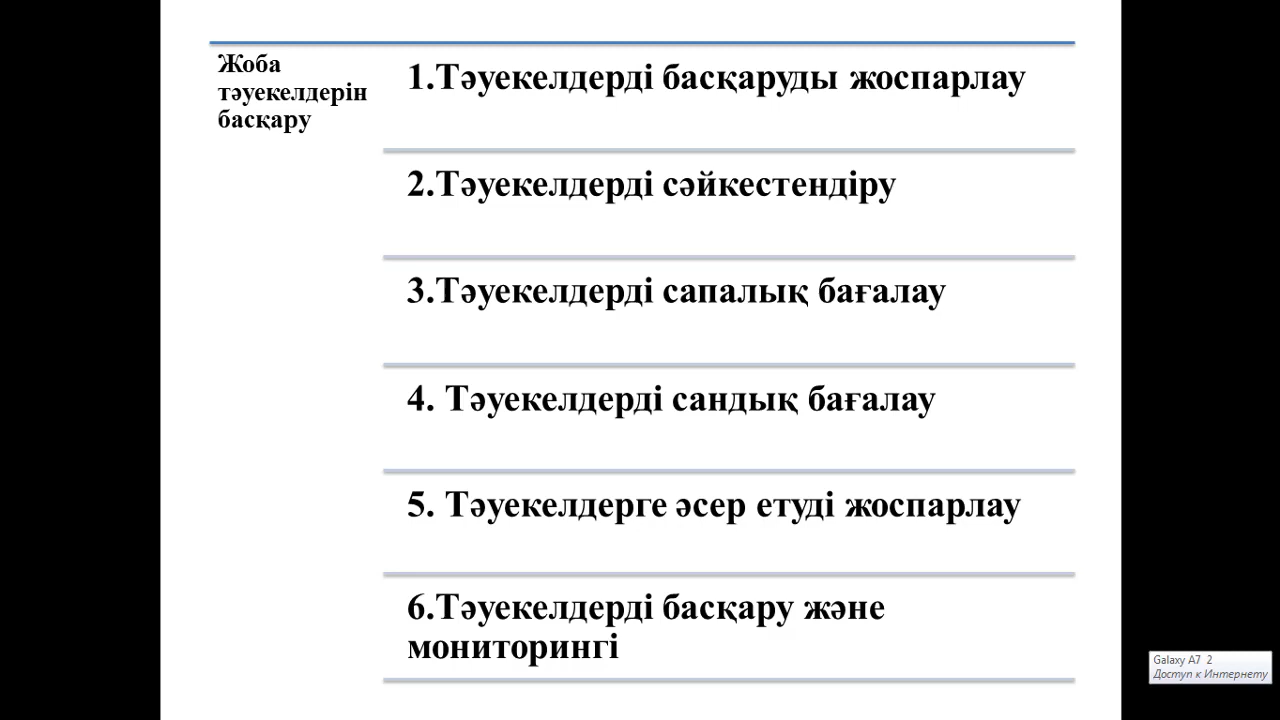 Жоба
тәуекелдерін
басқару
1.Тәуекелдерді басқаруды жоспарлау
2.Тәуекелдерді сәйкестендіру
3.Тәуекелдерді сапалық бағалау
4. Тәуекелдерді сандық бағалау
5. Тәуекелдерге әсер етуді жоспарлау
6.Тәуекелдерді басқару және
мониторингі
Galaxy A7 2
Доступ к Интернету